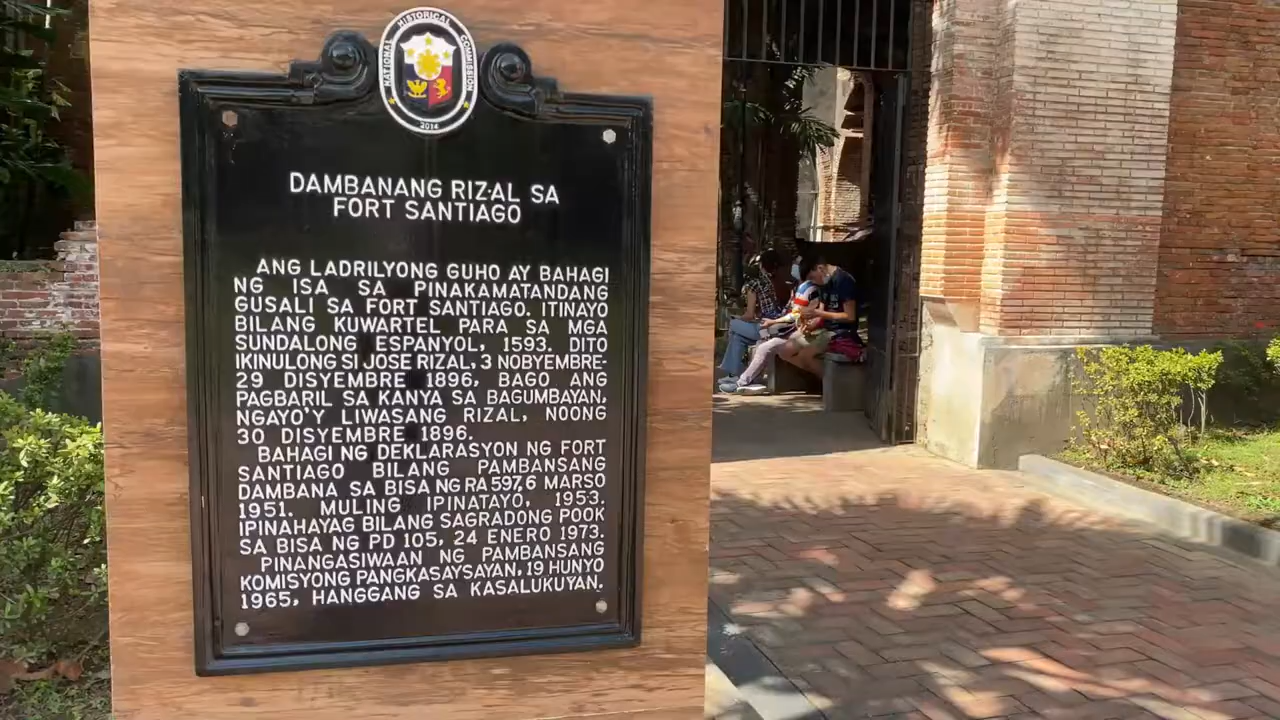 NATIONAL HISTORICAL COMMISSION
2014
DAMBANANG RIZAL SA
FORT SANTIAGO
ANG LADRILYONG GUHO AY BAHAGI
NG ISA SA PINAKAMATANDANG
GUSALI SA FORT SANTIAGO. ITINAYO
BILANG KUWARTEL PARA SA MGA
SUNDALONG ESPANYOL, 1593. DITO
IKINULONG SI JOSE RIZAL, 3 NOBYEMBRE-
29 DISYEMBRE 1896, BAGO ANG
PAGBARIL SA KANYA SA BAGUMBAYAN,
NGAYO'Y LIWASANG RIZAL, NOONG
30 DISYEMBRE 1896.
BAHAGI NG DEKLARASYON NG FORT
SANTIAGO BILANG PAMBANSANG
DAMBANA SA BISA NG RA 597, 6 MARSO
1951. MULING IPINATAYO, 1953.
IPINAHAYAG BILANG SAGRADONG POOK
SA BISA NG PD 105, 24 ENERO 1973.
PINANGASIWAAN NG PAMBANSANG
KOMISYONG PANGKASAYSAYAN, 19 HUNYO
1965, HANGGANG SA KASALUKUYAN.